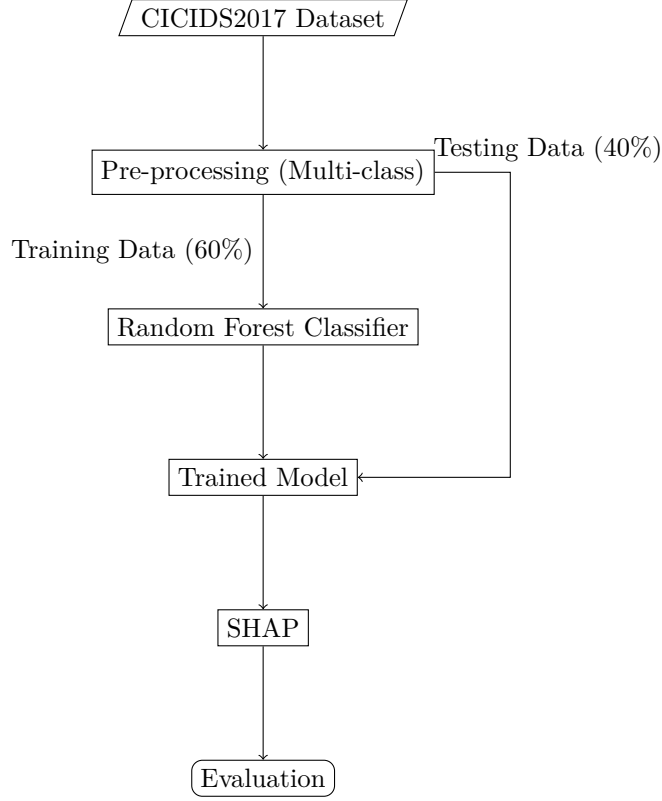 CICIDS2017 Dataset
Testing Data (40%)
Pre-processing (Multi-class)
Training Data (60%)
Random Forest Classifier
Trained Model
SHAP
Evaluation